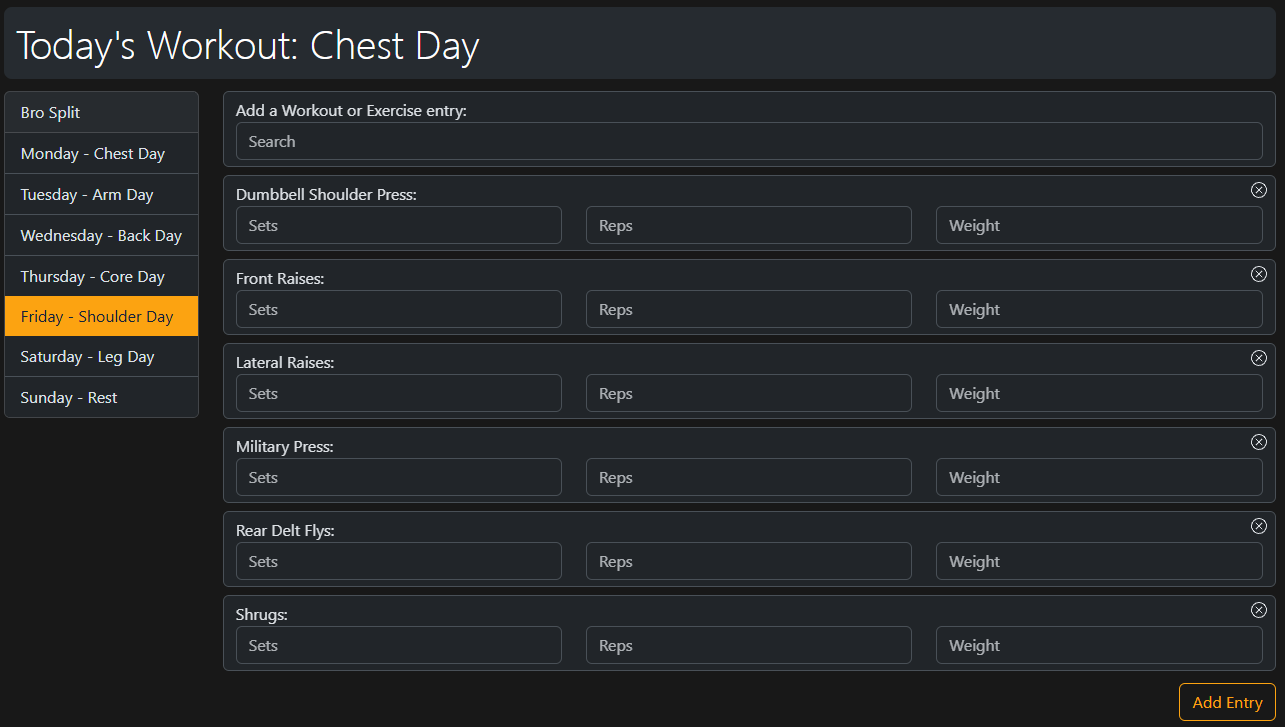 Today's Workout: Chest Day
Bro Split
Monday - Chest Day
Tuesday - Arm Day
Wednesday - Back Day
Thursday - Core Day
Friday - Shoulder Day
Saturday - Leg Day
Sunday - Rest
Add a Workout or Exercise entry:
Search
Dumbbell Shoulder Press:
Sets Reps Weight
Front Raises:
Sets Reps Weight
Lateral Raises:
Sets Reps Weight
Military Press:
Sets Reps Weight
Rear Delt Flys:
Sets Reps Weight
Shrugs:
Sets Reps Weight
Add Entry